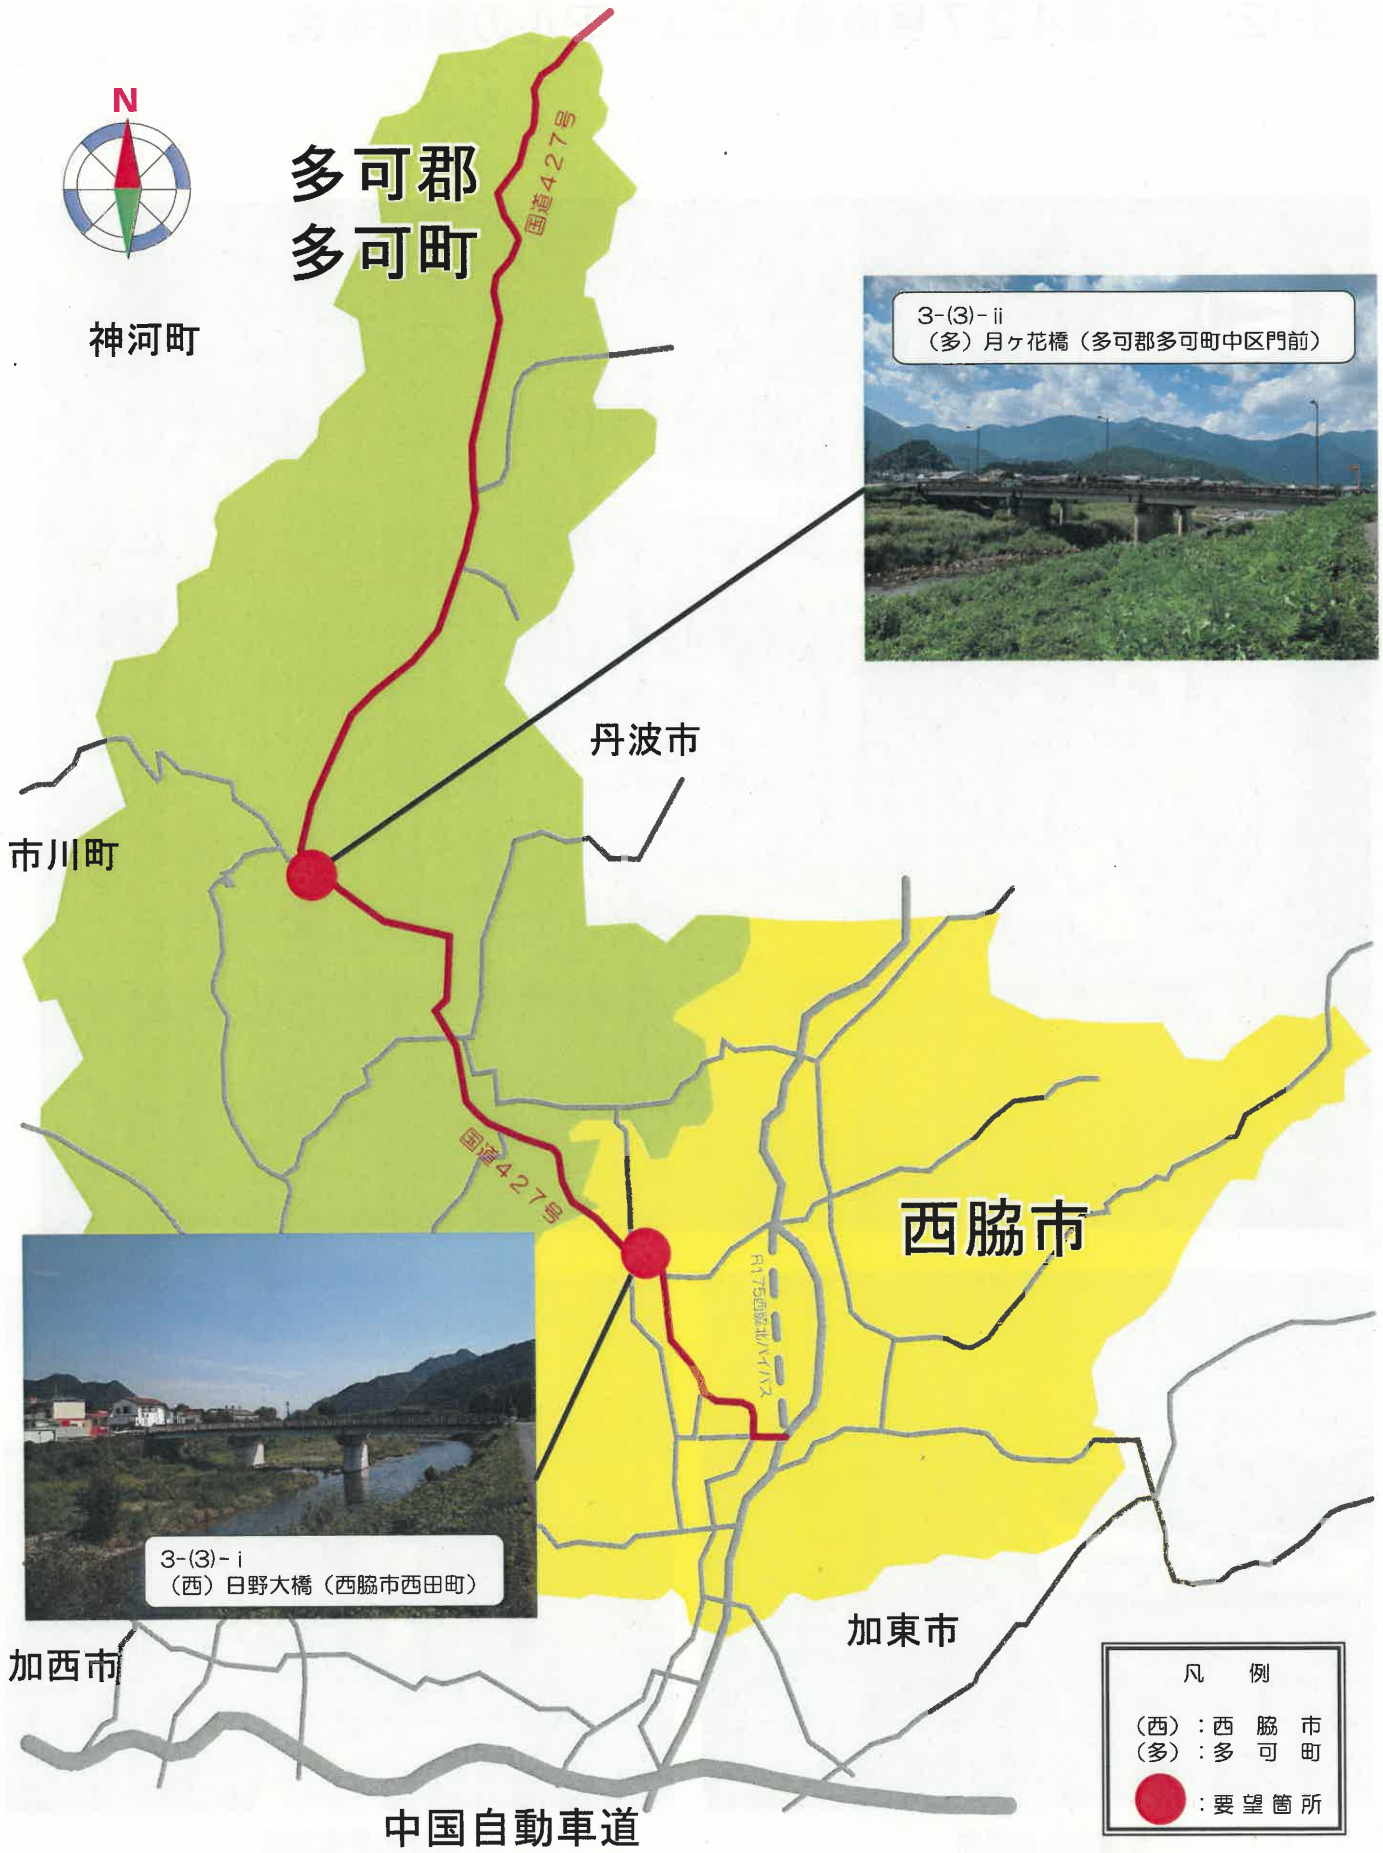 N
多可郡
多可町
国道427号
神河町
3-(3)-ⅱ
（多）月ヶ花橋（多可郡多可町中区門前）
丹波市
市川町
国道427号
西脇市
R175西脇北バイパス
3-(3)-ⅰ
（西）日野大橋（西脇市西田町）
加西市
加東市
凡　例
（西）：西　脇　市
（多）：多　可　町
：要望箇所
中国自動車道